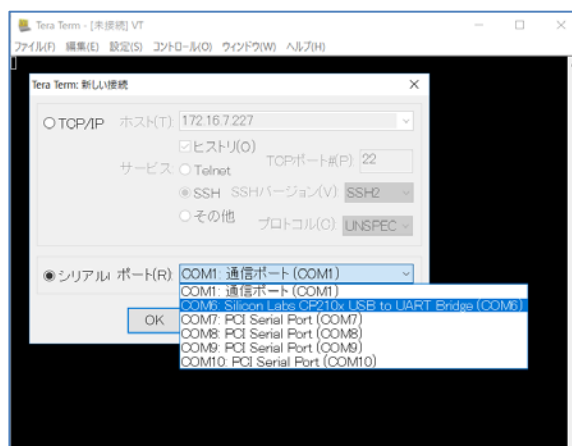 Tera Term - [未接続] VT
ファイル(F) 編集(E) 設定(S) コントロール(O) ウィンドウ(W) ヘルプ(H)
Tera Term: 新しい接続
TCP/IP
ホスト(T): 172.16.7.227
ヒストリ(O)
サービス: Telnet
TCPポート#(P): 22
SSH SSHバージョン(V): SSH2
その他
プロトコル(C): UNSPEC
シリアル ポート(R): COM1: 通信ポート (COM1)
COM1: 通信ポート (COM1)
COM6: Silicon Labs CP210x USB to UART Bridge (COM6)
COM7: PCI Serial Port (COM7)
COM8: PCI Serial Port (COM8)
COM9: PCI Serial Port (COM9)
COM10: PCI Serial Port (COM10)
OK